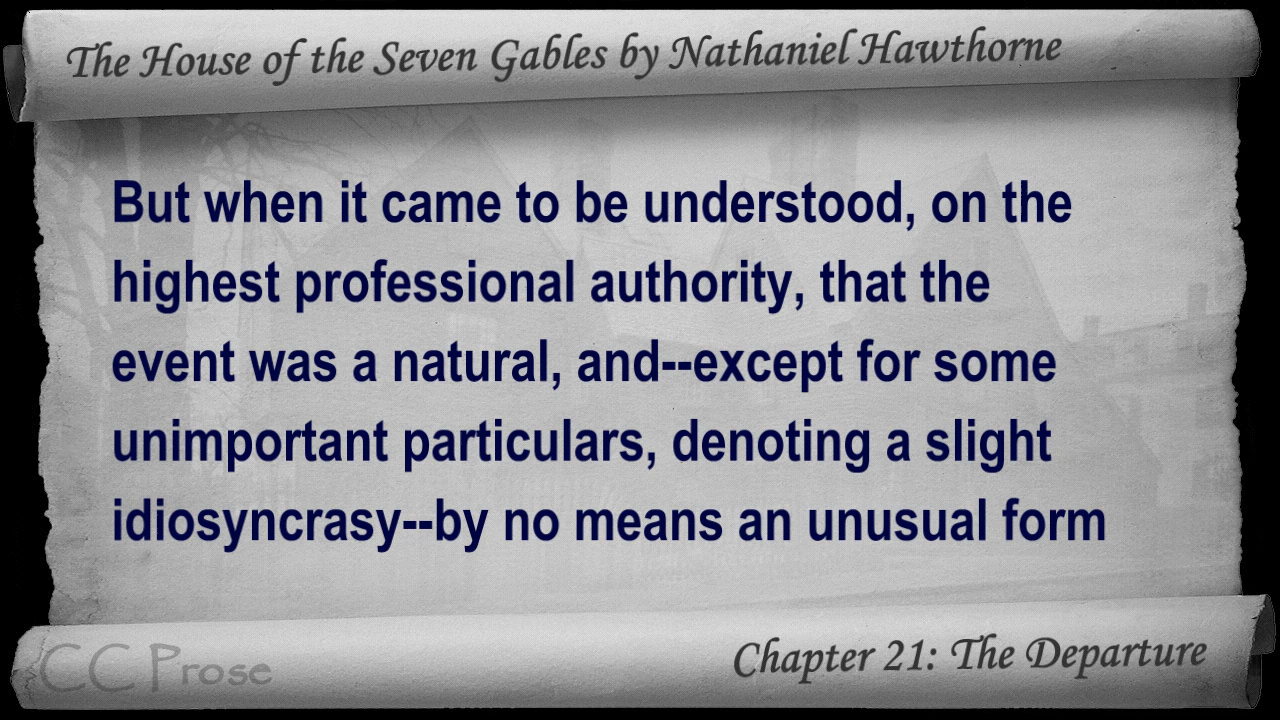 The House of the Seven Gables by Nathaniel Hawthorne
But when it came to be understood, on the
highest professional authority, that the
event was a natural, and--except for some
unimportant particulars, denoting a slight
idiosyncrasy--by no means an unusual form
CC Prose
Chapter 21: The Departure